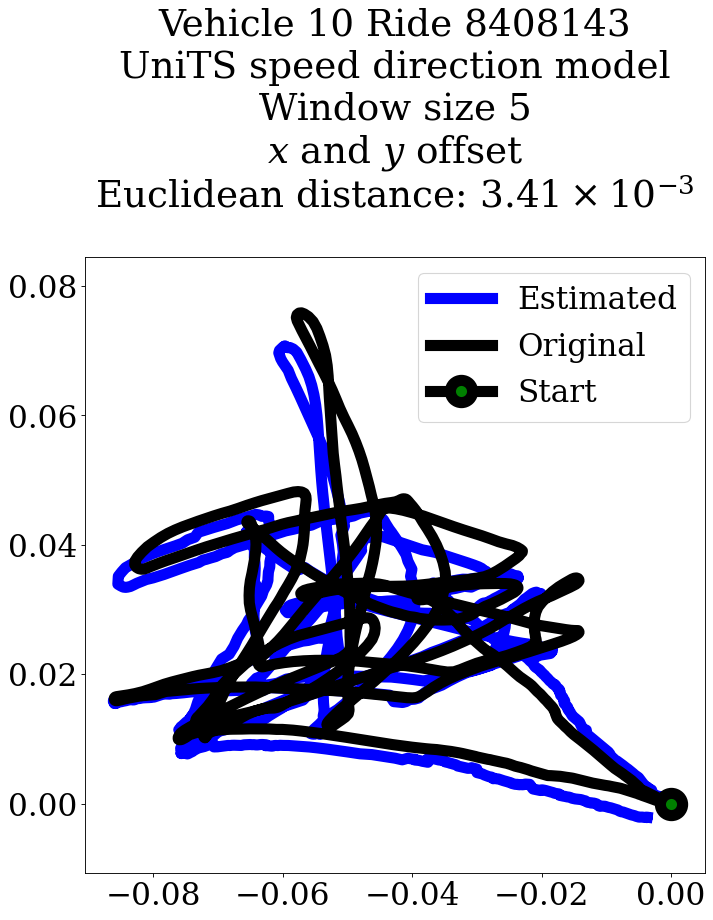 Vehicle 10 Ride 8408143
UniTS speed direction model
Window size 5
x and y offset
Euclidean distance: 3.41 × 10⁻³
Estimated
Original
Start
0.08
0.06
0.04
0.02
0.00
−0.08 −0.06 −0.04 −0.02 0.00